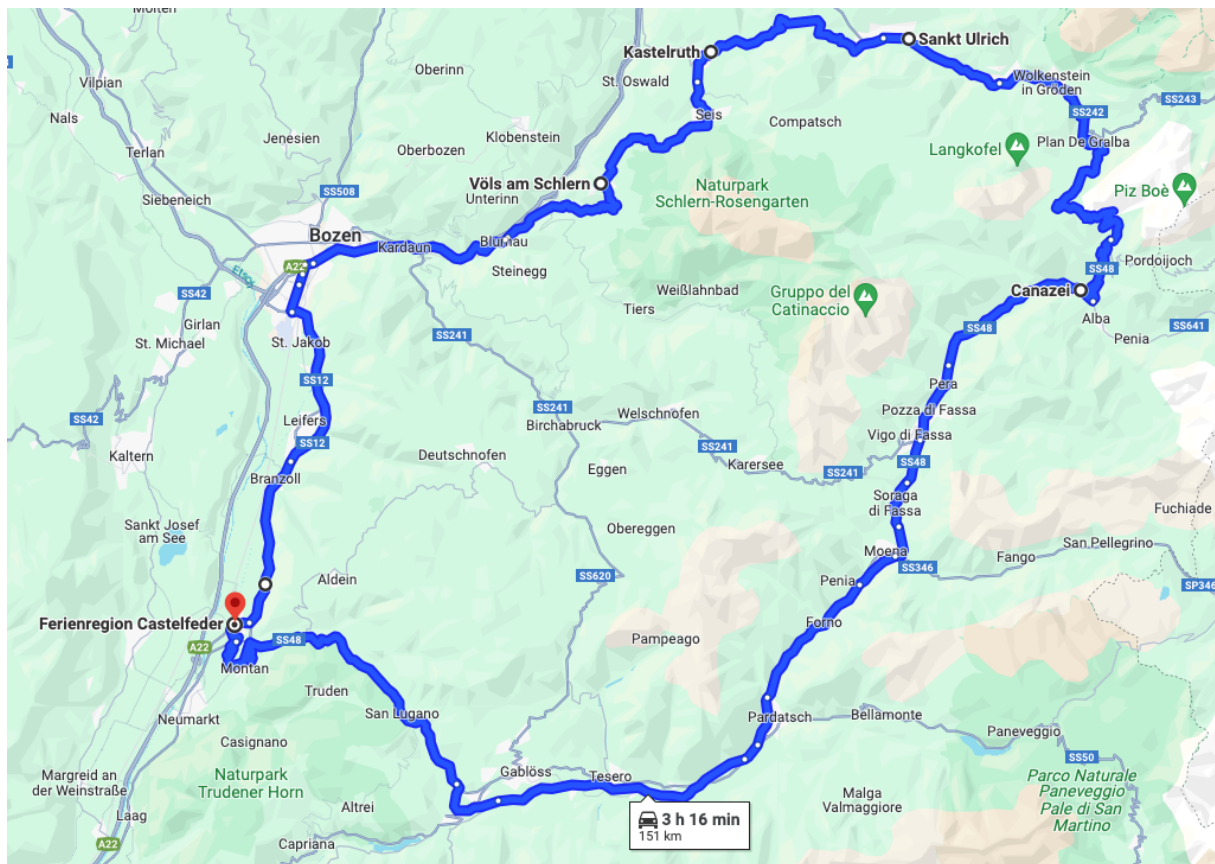 Molten
Vilpian
Nals
Terlan
Siebeneich
Jenesien
Oberinn
Oberbozen
Klobenstein
Unterinn
St. Oswald
Kastelruth
Seis
Compatsch
Sankt Ulrich
Wolkenstein
in Gröden
SS242
SS243
Langkofel
Plan De Gralba
Piz Boè
Völs am Schlern
Naturpark
Schlern-Rosengarten
SS508
Bozen
Kardaun
Blumau
Steinegg
A22
Etsch
SS42
Girlan
St. Michael
St. Jakob
SS241
Tiers
Weißlahnbad
Gruppo del
Catinaccio
Canazei
SS48
Pordoijoch
Alba
Penia
SS641
SS48
SS12
Leifers
SS12
SS42
Kaltern
Branzoll
Deutschnofen
SS241
Birchabruck
Welschnofen
Eggen
SS241
Karersee
SS241
Pera
Pozza di Fassa
Vigo di Fassa
SS48
Soraga
di Fassa
Sankt Josef
am See
Obereggen
Moena
SS346
Fango
San Pellegrino
Fuchiade
SP346
Aldein
SS620
Penia
Forno
Ferienregion Castelfeder
A22
Montan
SS48
Pampeago
Truden
San Lugano
Neumarkt
Casignano
Pardatsch
Bellamonte
Paneveggio
SS50
Margreid an
der Weinstraße
Naturpark
Trudener Horn
Laag
A22
Altrei
Capriana
Gablöss
Tesero
3 h 16 min
151 km
Malga
Valmaggiore
Parco Naturale
Paneveggio
Pale di San
Martino